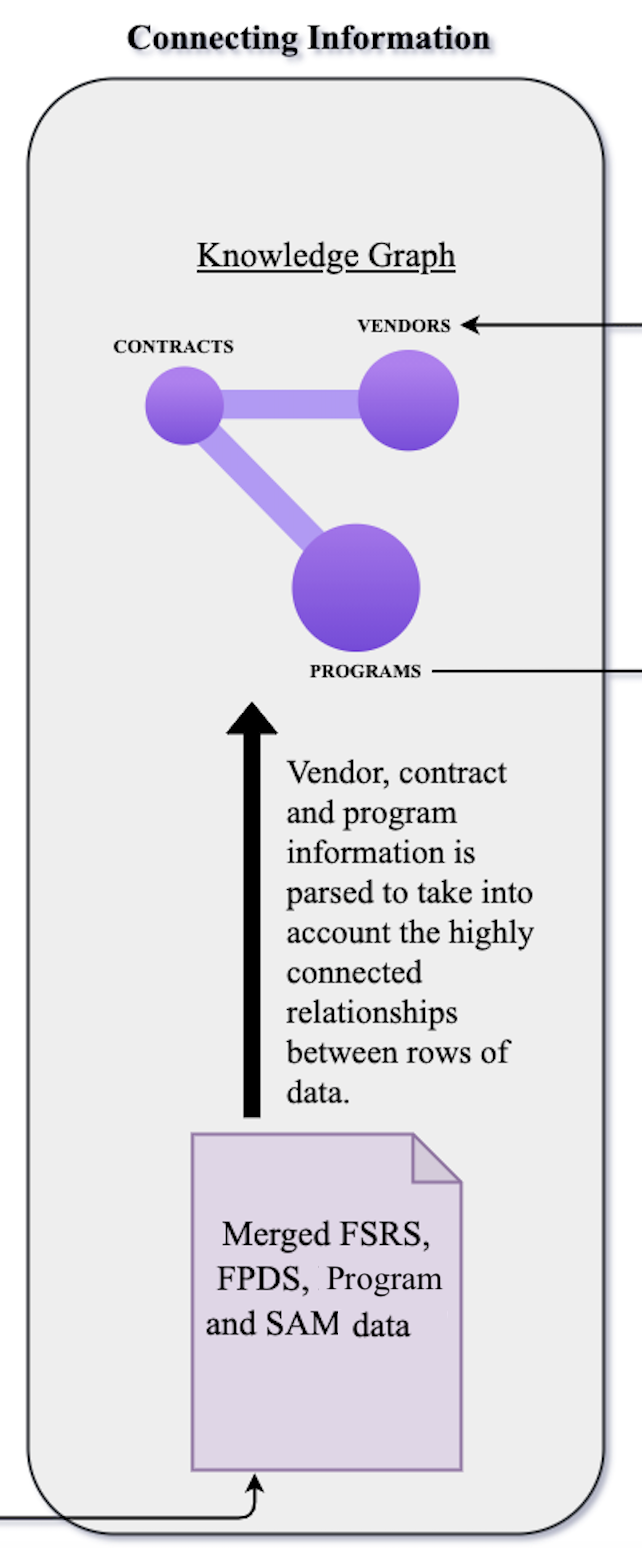 Connecting Information
Knowledge Graph
VENDORS
CONTRACTS
PROGRAMS
Vendor, contract
and program
information is
parsed to take into
account the highly
connected
relationships
between rows of
data.
Merged FSRS,
FPDS, Program
and SAM data